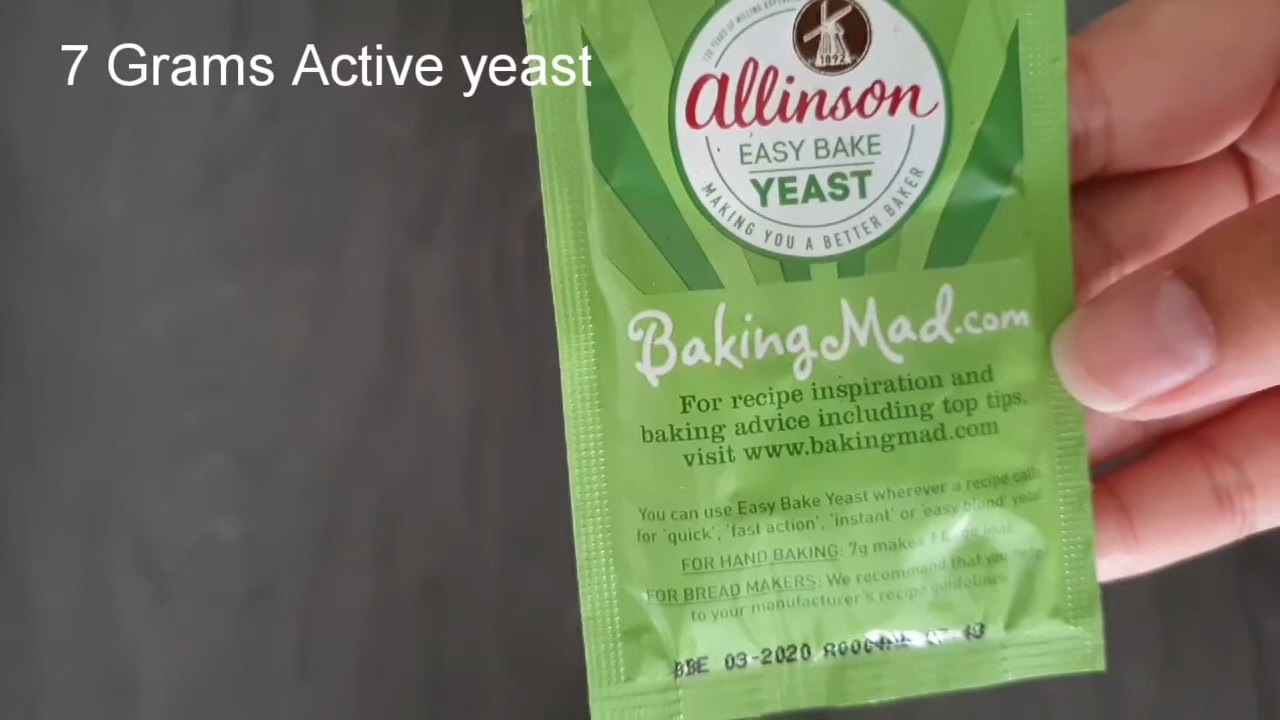 7 Grams Active yeast
1892
allinson
EASY BAKE
YEAST
MAKING YOU A BETTER BAKER
BakingMad.com
For recipe inspiration and
baking advice including top tips,
visit www.bakingmad.com
You can use Easy Bake Yeast wherever a recipe calls
for 'quick', 'fast action', 'instant' or 'easy blend' yeast
FOR HAND BAKING: 7g makes 1 large loaf
FOR BREAD MAKERS: We recommend that you refer
to your manufacturer's recipe guidelines.
BBE 03-2020